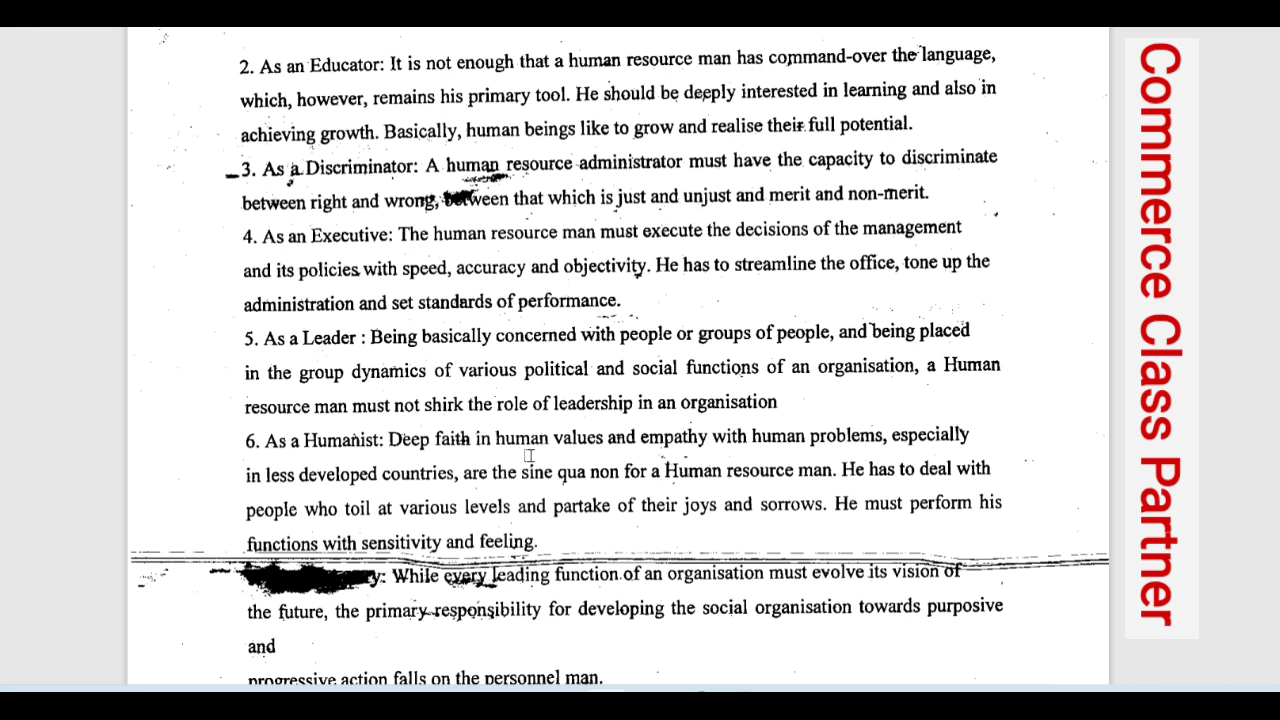 2. As an Educator: It is not enough that a human resource man has command-over the language,
which, however, remains his primary tool. He should be deeply interested in learning and also in
achieving growth. Basically, human beings like to grow and realise their full potential.
3. As a Discriminator: A human resource administrator must have the capacity to discriminate
between right and wrong, between that which is just and unjust and merit and non-merit.
4. As an Executive: The human resource man must execute the decisions of the management
and its policies with speed, accuracy and objectivity. He has to streamline the office, tone up the
administration and set standards of performance.
5. As a Leader : Being basically concerned with people or groups of people, and being placed
in the group dynamics of various political and social functions of an organisation, a Human
resource man must not shirk the role of leadership in an organisation
6. As a Humanist: Deep faith in human values and empathy with human problems, especially
in less developed countries, are the sine qua non for a Human resource man. He has to deal with
people who toil at various levels and partake of their joys and sorrows. He must perform his
functions with sensitivity and feeling.
y: While every leading function of an organisation must evolve its vision of
the future, the primary responsibility for developing the social organisation towards purposive
and
progressive action falls on the personnel man.
Commerce Class Partner